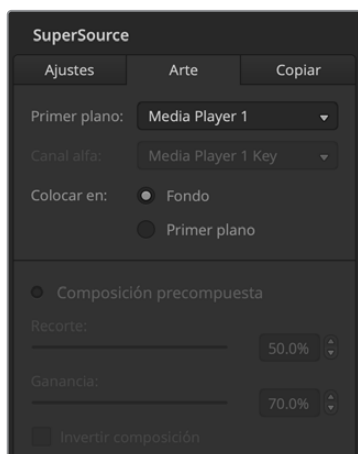 SuperSource
Ajustes Arte Copiar
Primer plano: Media Player 1
Canal alfa: Media Player 1 Key
Colocar en: Fondo
Primer plano
Composición precompuesta
Recorte:
50.0%
Ganancia:
70.0%
Invertir composición